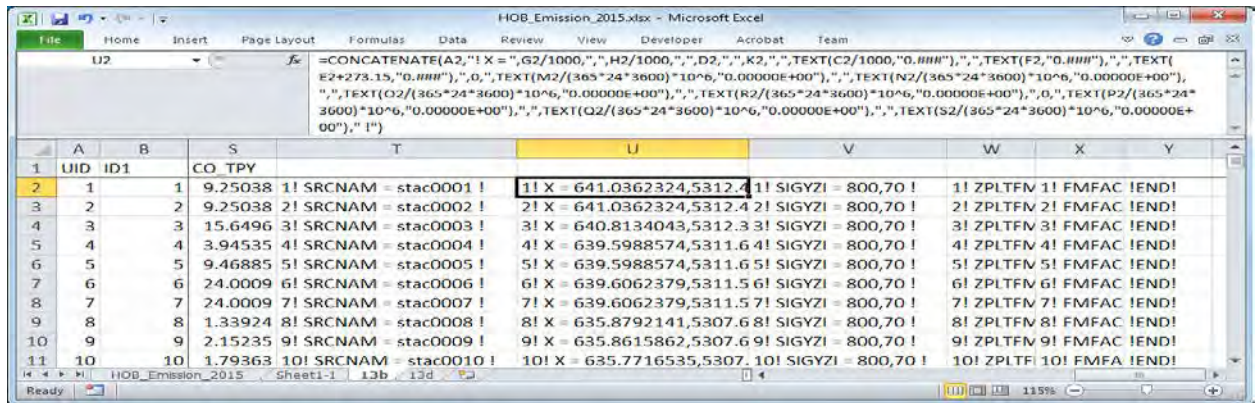 HOB_Emission_2015.xlsx - Microsoft Excel
File Home Insert Page Layout Formulas Data Review View Developer Acrobat Team
U2 fx =CONCATENATE(A2,"! X = ",G2/1000,",",H2/1000,",",D2,",",K2,",",TEXT(C2/1000,"0.###"),",",TEXT(F2,"0.###"),",",TEXT(
E2+273.15,"0.###"),",0,",TEXT(M2/(365*24*3600)*10^6,"0.00000E+00"),",",TEXT(N2/(365*24*3600)*10^6,"0.00000E+00"),
",",TEXT(O2/(365*24*3600)*10^6,"0.00000E+00"),",",TEXT(R2/(365*24*3600)*10^6,"0.00000E+00"),",0,",TEXT(P2/(365*24*
3600)*10^6,"0.00000E+00"),",",TEXT(Q2/(365*24*3600)*10^6,"0.00000E+00"),",",TEXT(S2/(365*24*3600)*10^6,"0.00000E+
00")," !")
A B S T U V W X Y
1 UID ID1 CO_TPY
2 1 1 9.25038 1! SRCNAM = stac0001 ! 1! X = 641.0362324,5312.4 1! SIGYZI = 800,70 ! 1! ZPLTFM 1! FMFAC !END!
3 2 2 9.25038 2! SRCNAM = stac0002 ! 2! X = 641.0362324,5312.4 2! SIGYZI = 800,70 ! 2! ZPLTFM 2! FMFAC !END!
4 3 3 15.6496 3! SRCNAM = stac0003 ! 3! X = 640.8134043,5312.3 3! SIGYZI = 800,70 ! 3! ZPLTFM 3! FMFAC !END!
5 4 4 3.94535 4! SRCNAM = stac0004 ! 4! X = 639.5988574,5311.6 4! SIGYZI = 800,70 ! 4! ZPLTFM 4! FMFAC !END!
6 5 5 9.46885 5! SRCNAM = stac0005 ! 5! X = 639.5988574,5311.6 5! SIGYZI = 800,70 ! 5! ZPLTFM 5! FMFAC !END!
7 6 6 24.0009 6! SRCNAM = stac0006 ! 6! X = 639.6062379,5311.5 6! SIGYZI = 800,70 ! 6! ZPLTFM 6! FMFAC !END!
8 7 7 24.0009 7! SRCNAM = stac0007 ! 7! X = 639.6062379,5311.5 7! SIGYZI = 800,70 ! 7! ZPLTFM 7! FMFAC !END!
9 8 8 1.33924 8! SRCNAM = stac0008 ! 8! X = 635.8792141,5307.6 8! SIGYZI = 800,70 ! 8! ZPLTFM 8! FMFAC !END!
10 9 9 2.15235 9! SRCNAM = stac0009 ! 9! X = 635.8615862,5307.6 9! SIGYZI = 800,70 ! 9! ZPLTFM 9! FMFAC !END!
11 10 10 1.79363 10! SRCNAM = stac0010 ! 10! X = 635.7716535,5307. 10! SIGYZI = 800,70 ! 10! ZPLTF 10! FMFA !END!
HOB_Emission_2015 Sheet1-1 13b 13d
Ready 115%